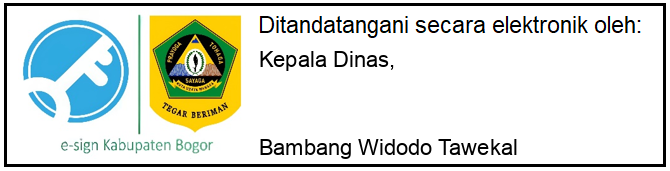 Ditandatangani secara elektronik oleh:
Kepala Dinas,
PRAYOGA TOHAGA
SAYAGA
TEGAR BERIMAN
e-sign Kabupaten Bogor
Bambang Widodo Tawekal